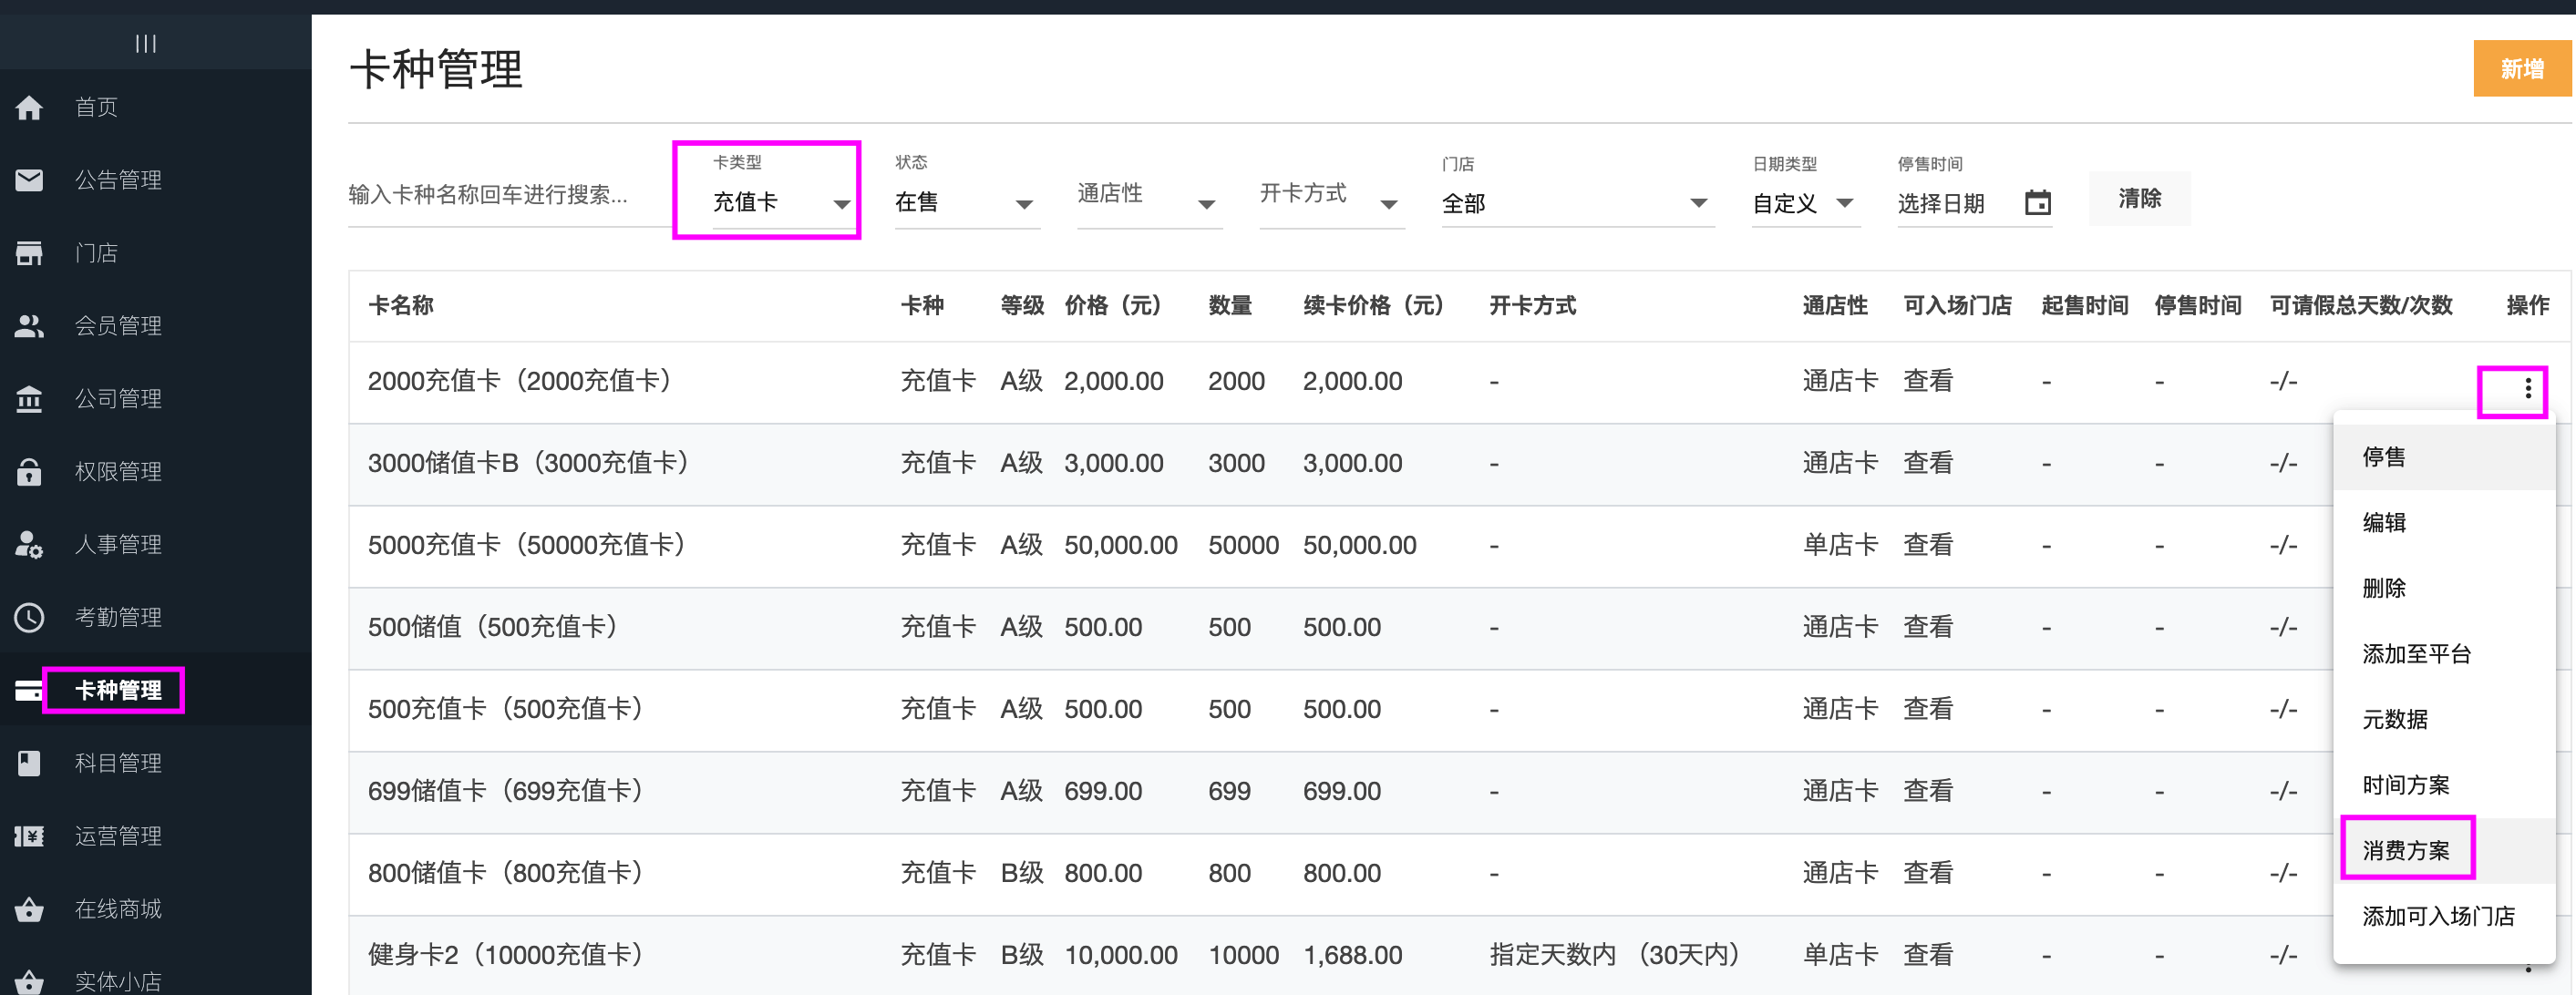 卡种管理
新增
首页
公告管理
门店
会员管理
公司管理
权限管理
人事管理
考勤管理
卡种管理
科目管理
运营管理
在线商城
实体小店
输入卡种名称回车进行搜索...
卡类型
充值卡
状态
在售
通店性
开卡方式
门店
全部
日期类型
自定义
停售时间
选择日期
清除
卡名称 卡种 等级 价格（元） 数量 续卡价格（元） 开卡方式 通店性 可入场门店 起售时间 停售时间 可请假总天数/次数 操作
2000充值卡（2000充值卡） 充值卡 A级 2,000.00 2000 2,000.00 - 通店卡 查看 - - -/-
3000储值卡B（3000充值卡） 充值卡 A级 3,000.00 3000 3,000.00 - 通店卡 查看 - - -/-
5000充值卡（50000充值卡） 充值卡 A级 50,000.00 50000 50,000.00 - 单店卡 查看 - - -/-
500储值（500充值卡） 充值卡 A级 500.00 500 500.00 - 通店卡 查看 - - -/-
500充值卡（500充值卡） 充值卡 A级 500.00 500 500.00 - 通店卡 查看 - - -/-
699储值卡（699充值卡） 充值卡 A级 699.00 699 699.00 - 通店卡 查看 - - -/-
800储值卡（800充值卡） 充值卡 B级 800.00 800 800.00 - 通店卡 查看 - - -/-
健身卡2（10000充值卡） 充值卡 B级 10,000.00 10000 1,688.00 指定天数内 （30天内） 单店卡 查看 - - -/-
停售
编辑
删除
添加至平台
元数据
时间方案
消费方案
添加可入场门店